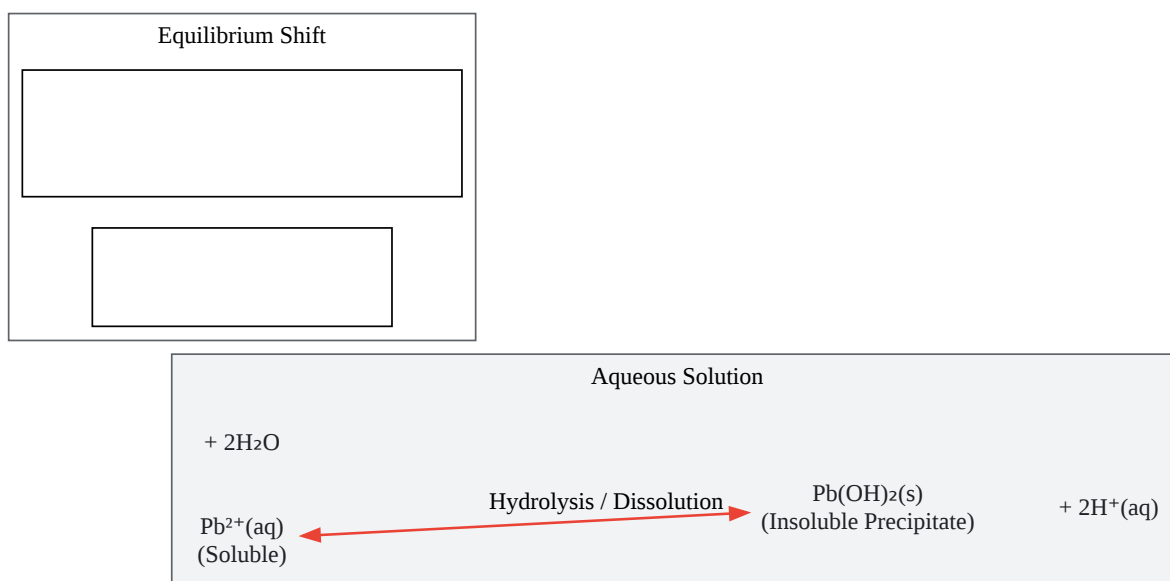 Equilibrium Shift
Aqueous Solution
+ 2H₂O
Hydrolysis / Dissolution
Pb²⁺(aq)
(Soluble)
Pb(OH)₂(s)
(Insoluble Precipitate)
+ 2H⁺(aq)